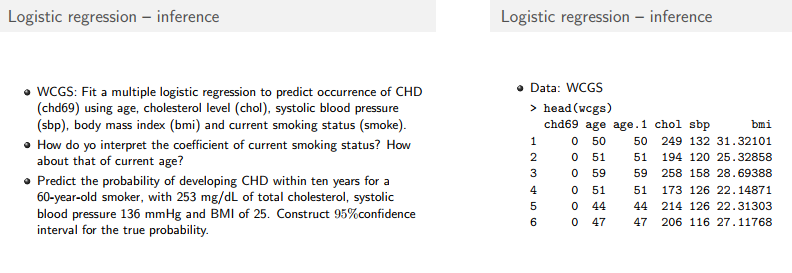 Logistic regression – inference
WCGS: Fit a multiple logistic regression to predict occurrence of CHD
(chd69) using age, cholesterol level (chol), systolic blood pressure
(sbp), body mass index (bmi) and current smoking status (smoke).
How do yo interpret the coefficient of current smoking status? How
about that of current age?
Predict the probability of developing CHD within ten years for a
60-year-old smoker, with 253 mg/dL of total cholesterol, systolic
blood pressure 136 mmHg and BMI of 25. Construct 95%confidence
interval for the true probability.
Logistic regression – inference
Data: WCGS
> head(wcgs)
chd69 age age.1 chol sbp bmi
1 0 50 50 249 132 31.32101
2 0 51 51 194 120 25.32858
3 0 59 59 258 158 28.69388
4 0 51 51 173 126 22.14871
5 0 44 44 214 126 22.31303
6 0 47 47 206 116 27.11768